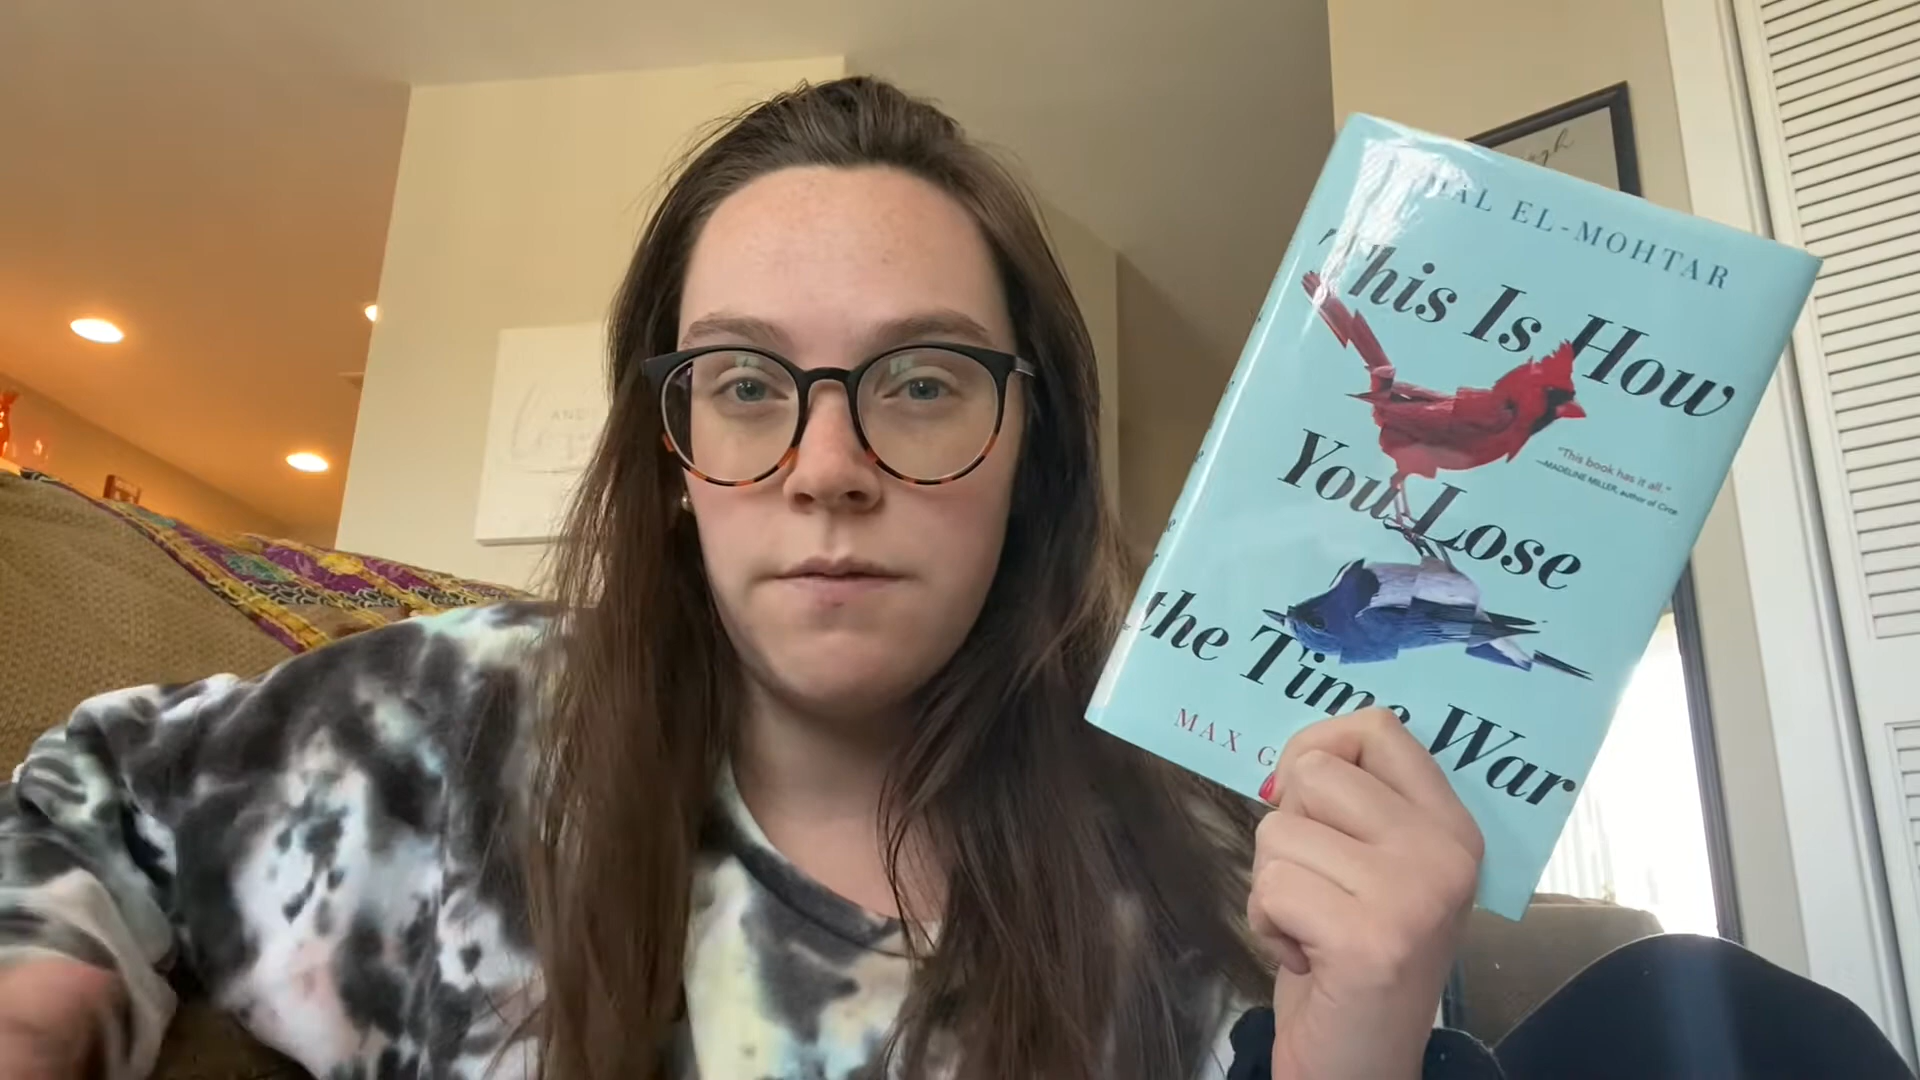 EL-MOHTAR
This Is How
"This book has it all."
—MADELINE MILLER, author of Circe
You Lose
the Time War
MAX G
AND